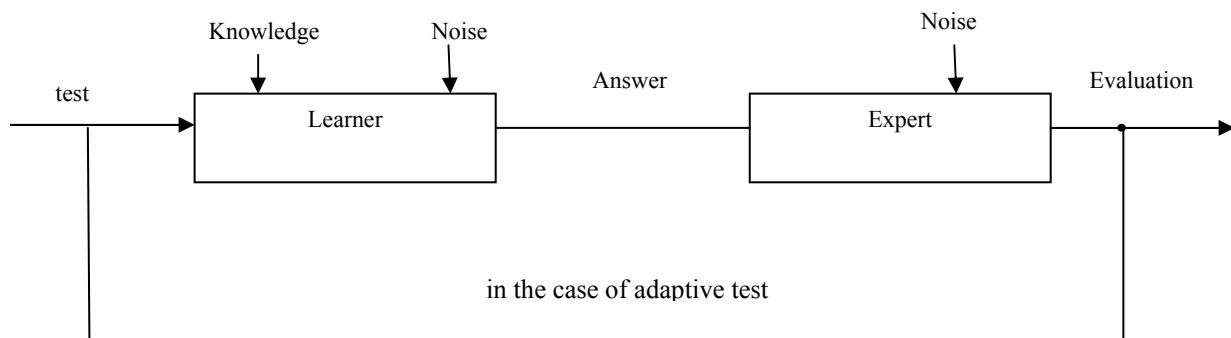 Knowledge
Noise
Noise
test
Answer
Evaluation
Learner
Expert
in the case of adaptive test